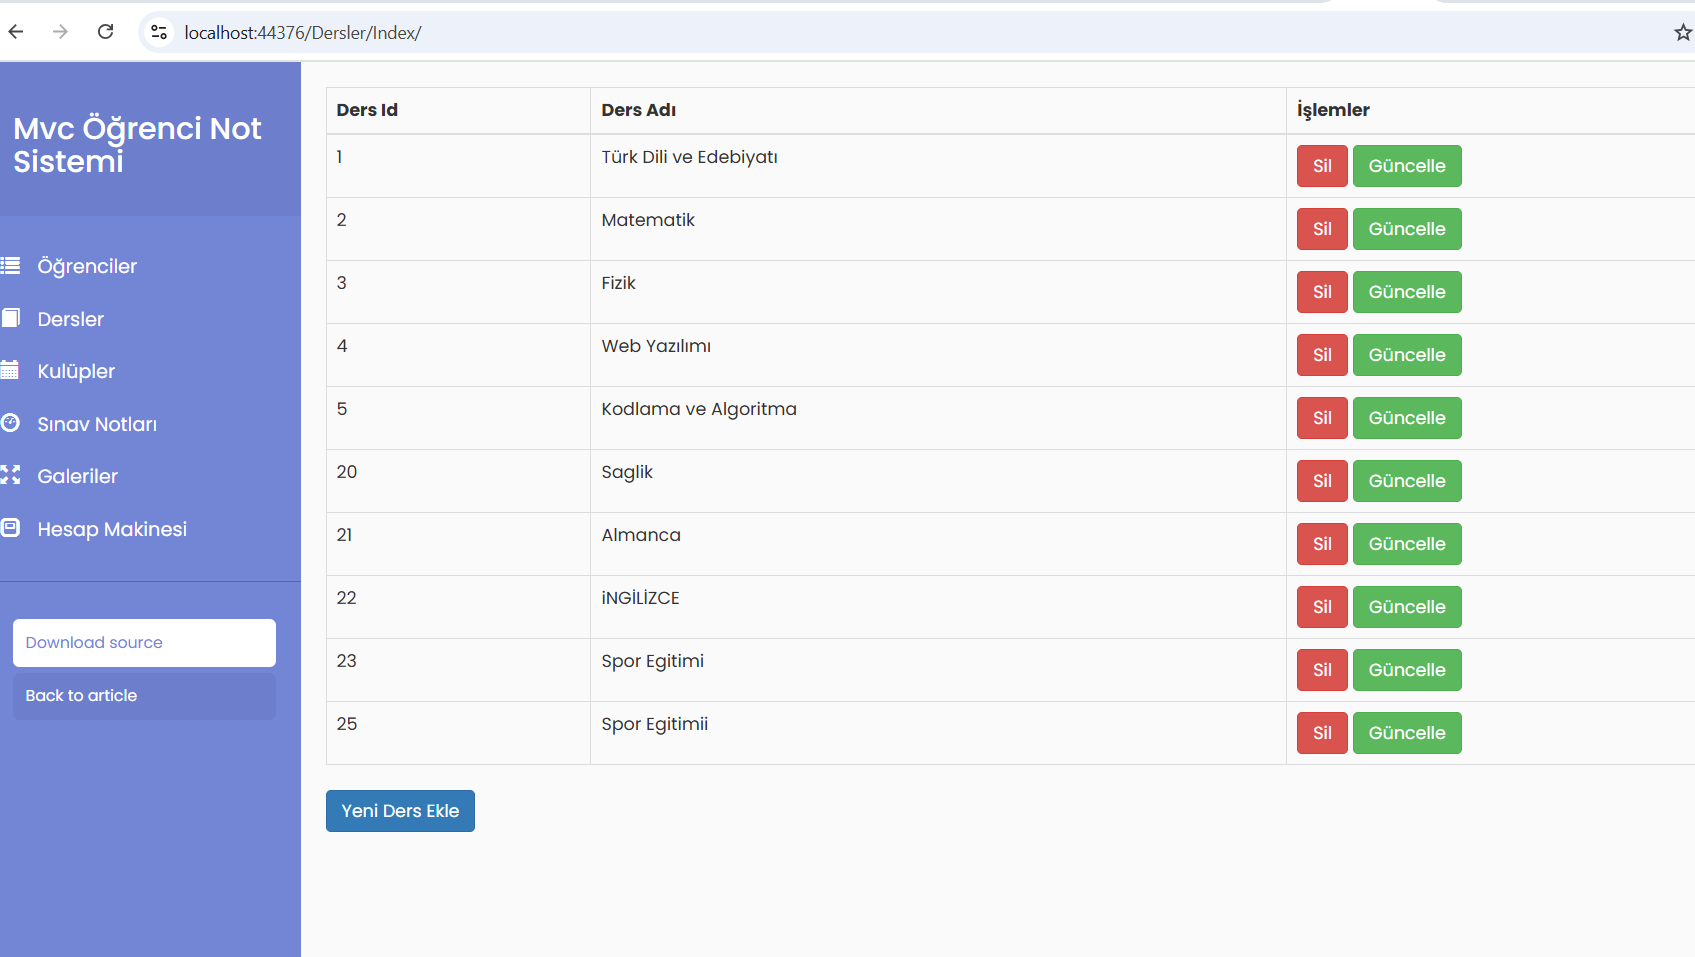 localhost:44376/Dersler/Index/
Mvc Öğrenci Not
Sistemi
Öğrenciler
Dersler
Kulüpler
Sınav Notları
Galeriler
Hesap Makinesi
Download source
Back to article
Ders Id Ders Adı İşlemler
1 Türk Dili ve Edebiyatı Sil Güncelle
2 Matematik Sil Güncelle
3 Fizik Sil Güncelle
4 Web Yazılımı Sil Güncelle
5 Kodlama ve Algoritma Sil Güncelle
20 Saglik Sil Güncelle
21 Almanca Sil Güncelle
22 iNGİLİZCE Sil Güncelle
23 Spor Egitimi Sil Güncelle
25 Spor Egitimii Sil Güncelle
Yeni Ders Ekle